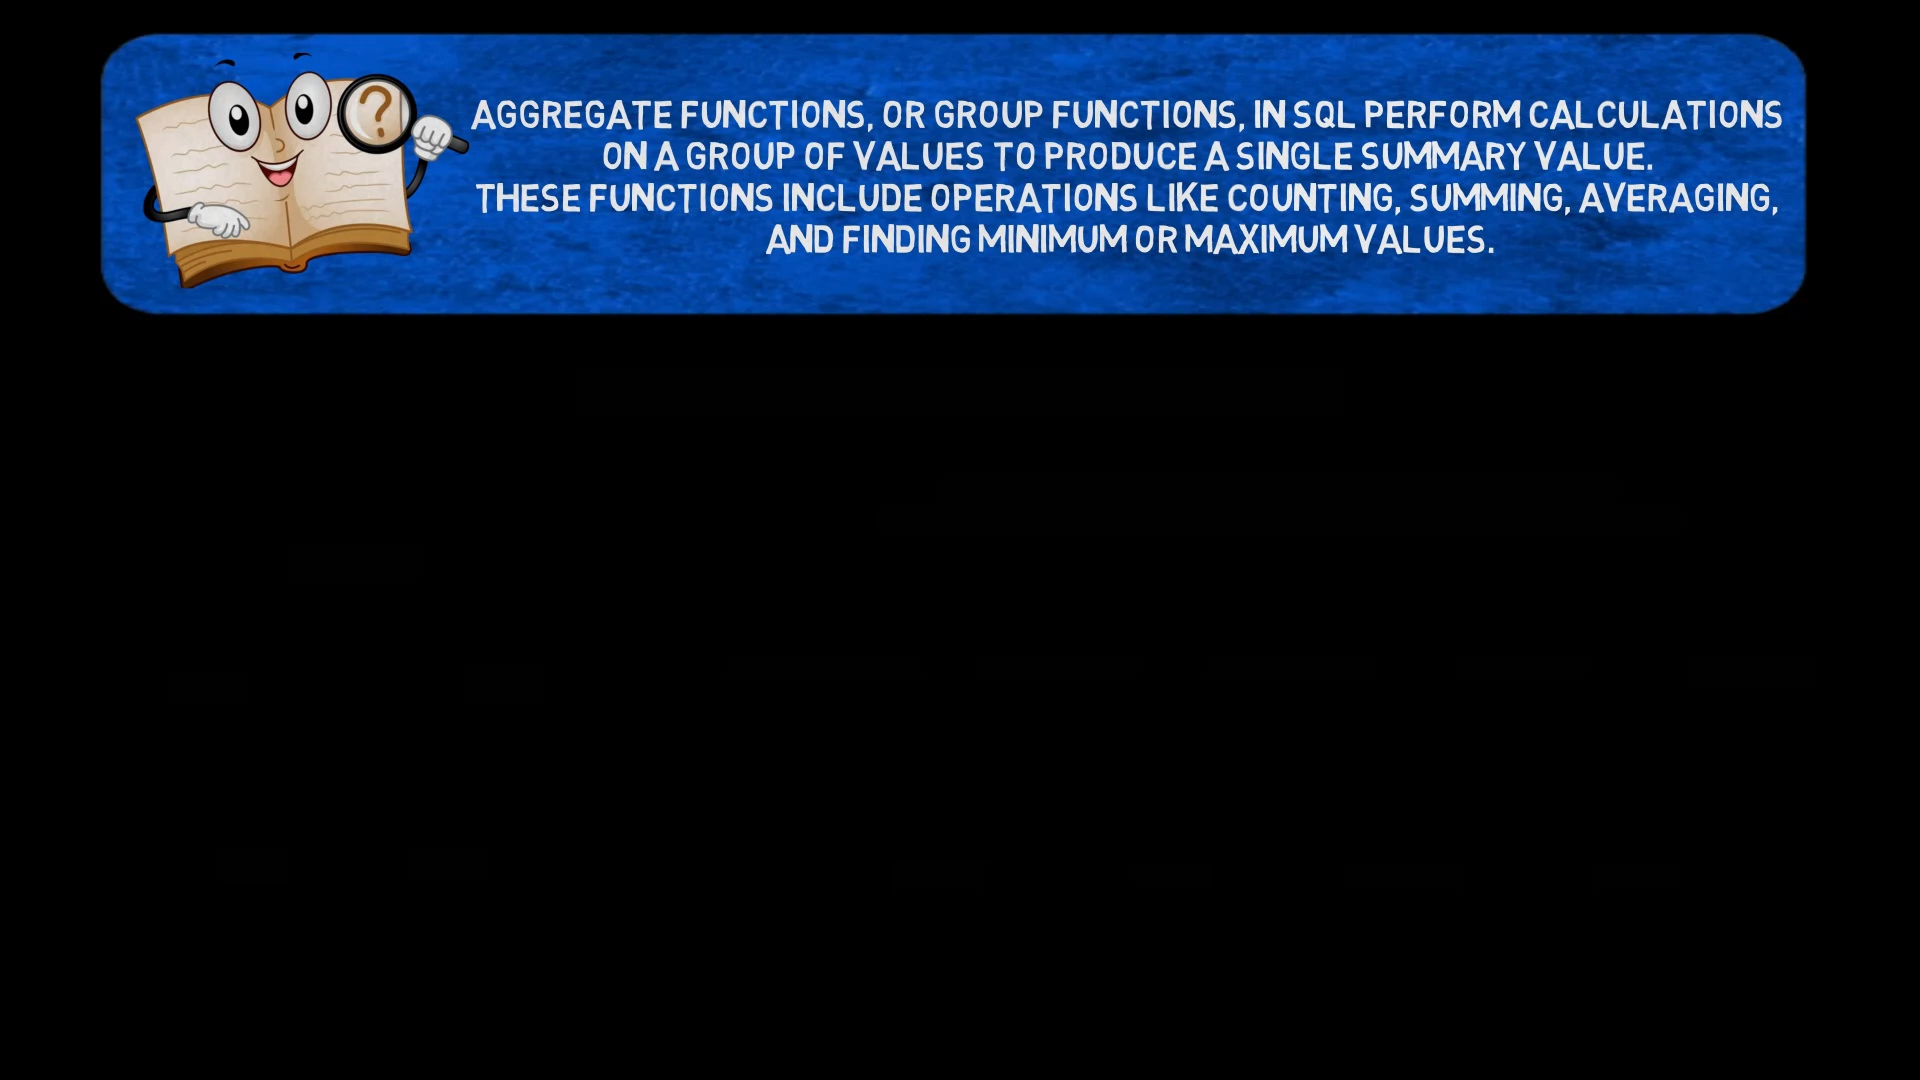 ?
AGGREGATE FUNCTIONS, OR GROUP FUNCTIONS, IN SQL PERFORM CALCULATIONS
ON A GROUP OF VALUES TO PRODUCE A SINGLE SUMMARY VALUE.
THESE FUNCTIONS INCLUDE OPERATIONS LIKE COUNTING, SUMMING, AVERAGING,
AND FINDING MINIMUM OR MAXIMUM VALUES.